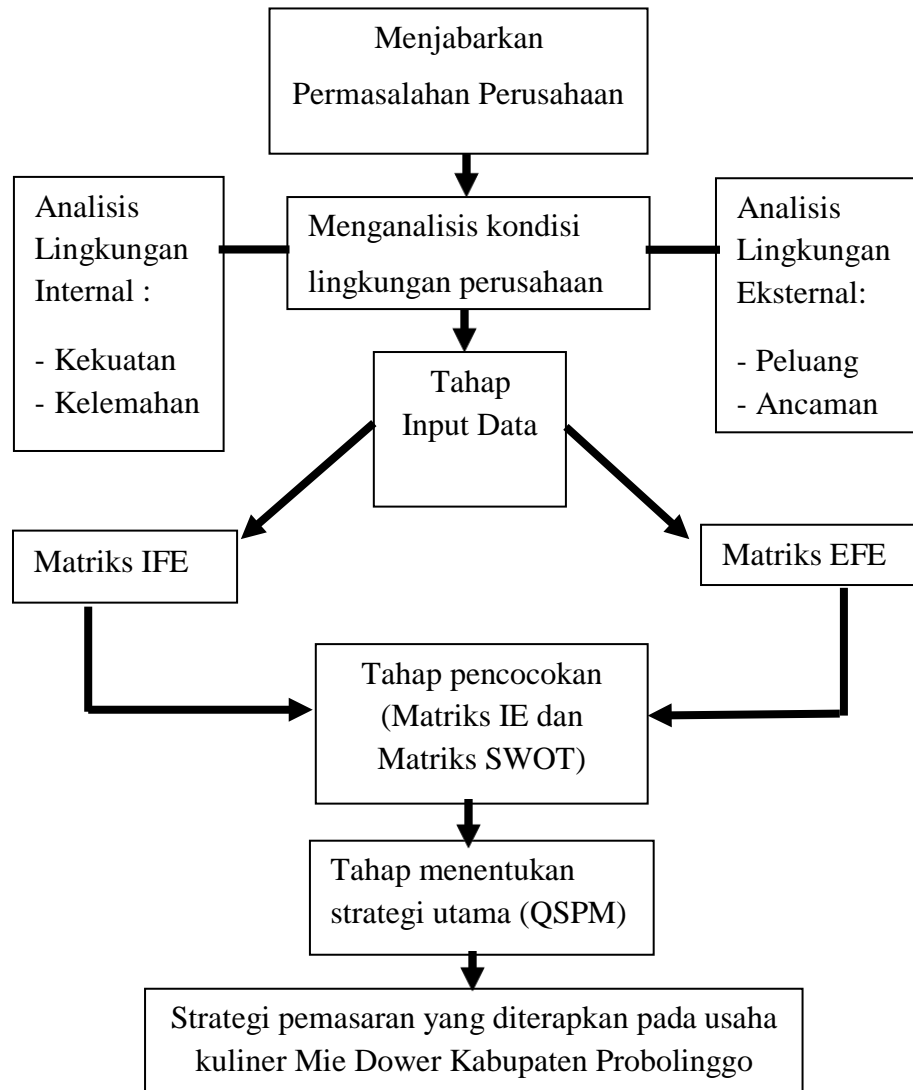 Menjabarkan
Permasalahan Perusahaan
Analisis
Lingkungan
Internal :
- Kekuatan
- Kelemahan
Menganalisis kondisi
lingkungan perusahaan
Analisis
Lingkungan
Eksternal:
- Peluang
- Ancaman
Tahap
Input Data
Matriks IFE
Matriks EFE
Tahap pencocokan
(Matriks IE dan
Matriks SWOT)
Tahap menentukan
strategi utama (QSPM)
Strategi pemasaran yang diterapkan pada usaha
kuliner Mie Dower Kabupaten Probolinggo